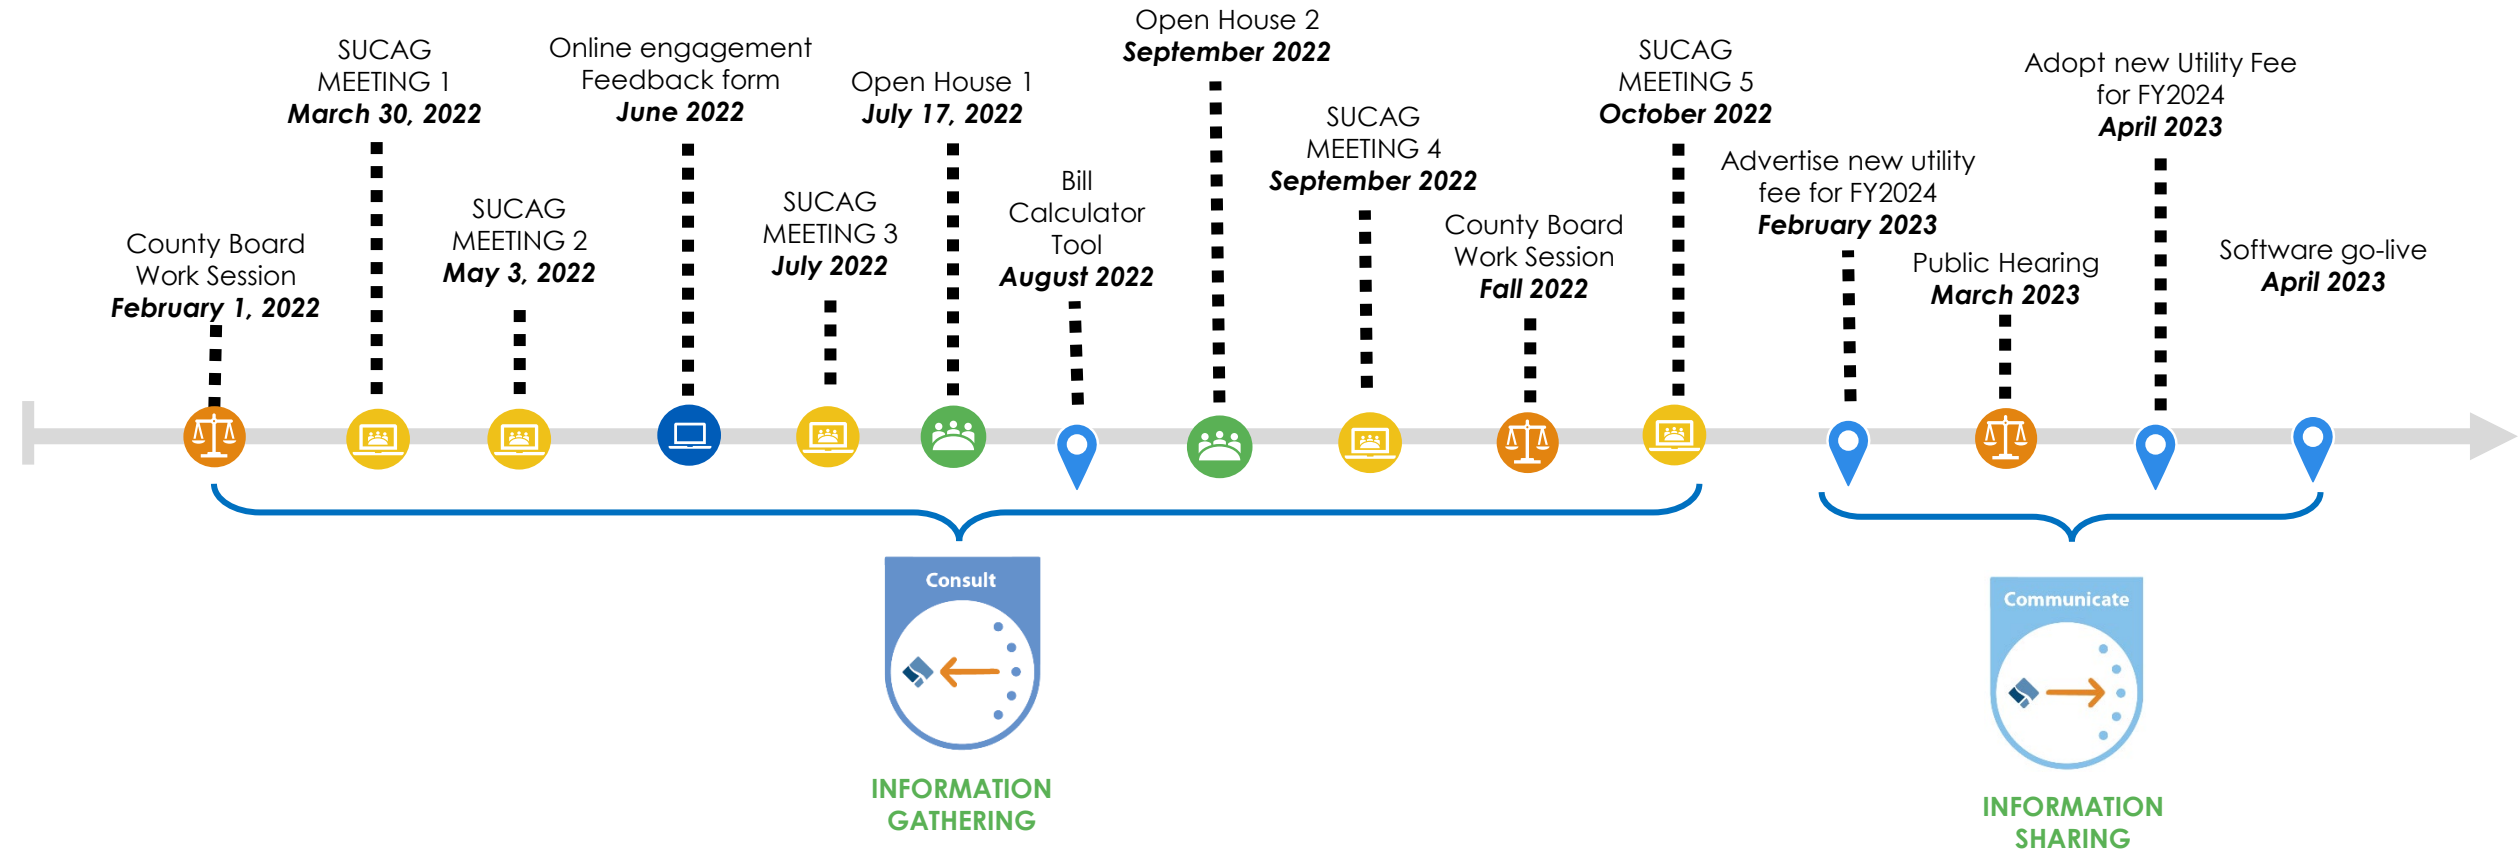 County Board
Work Session
February 1, 2022
SUCAG
MEETING 1
March 30, 2022
SUCAG
MEETING 2
May 3, 2022
Online engagement
Feedback form
June 2022
SUCAG
MEETING 3
July 2022
Open House 1
July 17, 2022
Bill
Calculator
Tool
August 2022
Open House 2
September 2022
SUCAG
MEETING 4
September 2022
County Board
Work Session
Fall 2022
SUCAG
MEETING 5
October 2022
Advertise new utility
fee for FY2024
February 2023
Public Hearing
March 2023
Adopt new Utility Fee
for FY2024
April 2023
Software go-live
April 2023
Consult
INFORMATION
GATHERING
Communicate
INFORMATION
SHARING